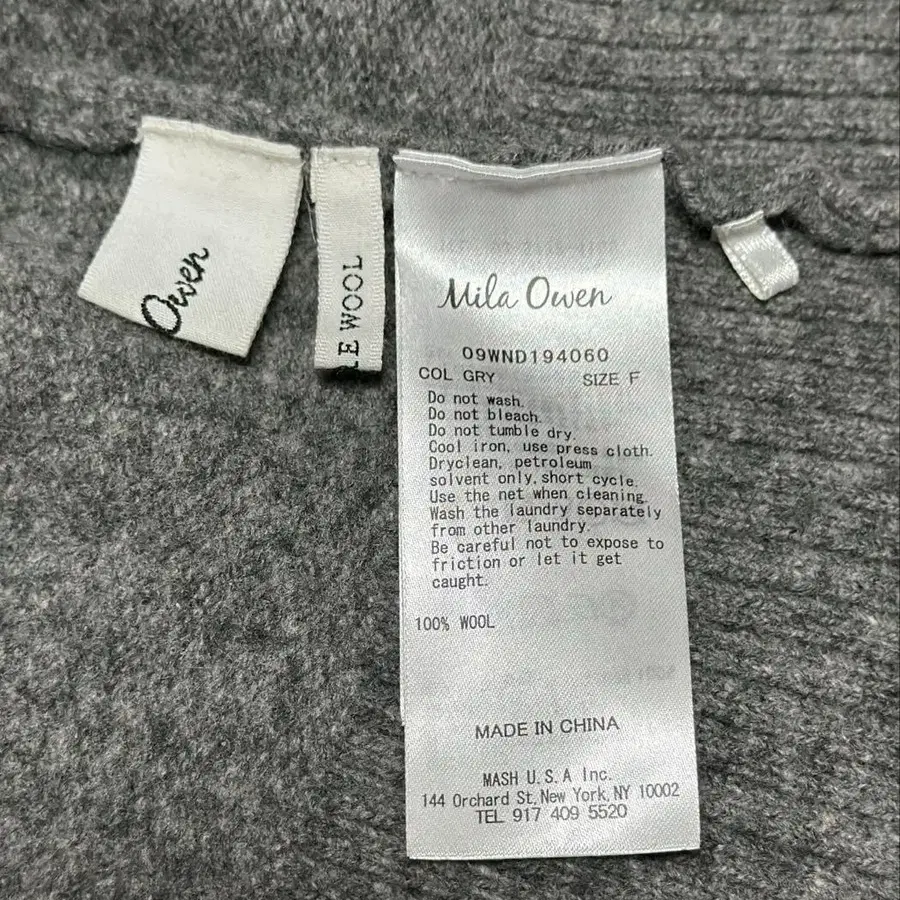 Owen
RE WOOL
Mila Owen
09WND194060
COL GRY SIZE F
Do not wash.
Do not bleach.
Do not tumble dry.
Cool iron, use press cloth.
Dryclean, petroleum
solvent only, short cycle.
Use the net when cleaning.
Wash the laundry separately
from other laundry.
Be careful not to expose to
friction or let it get
caught.
100% WOOL
MADE IN CHINA
MASH U.S.A Inc.
144 Orchard St, New York, NY 10002
TEL 917 409 5520